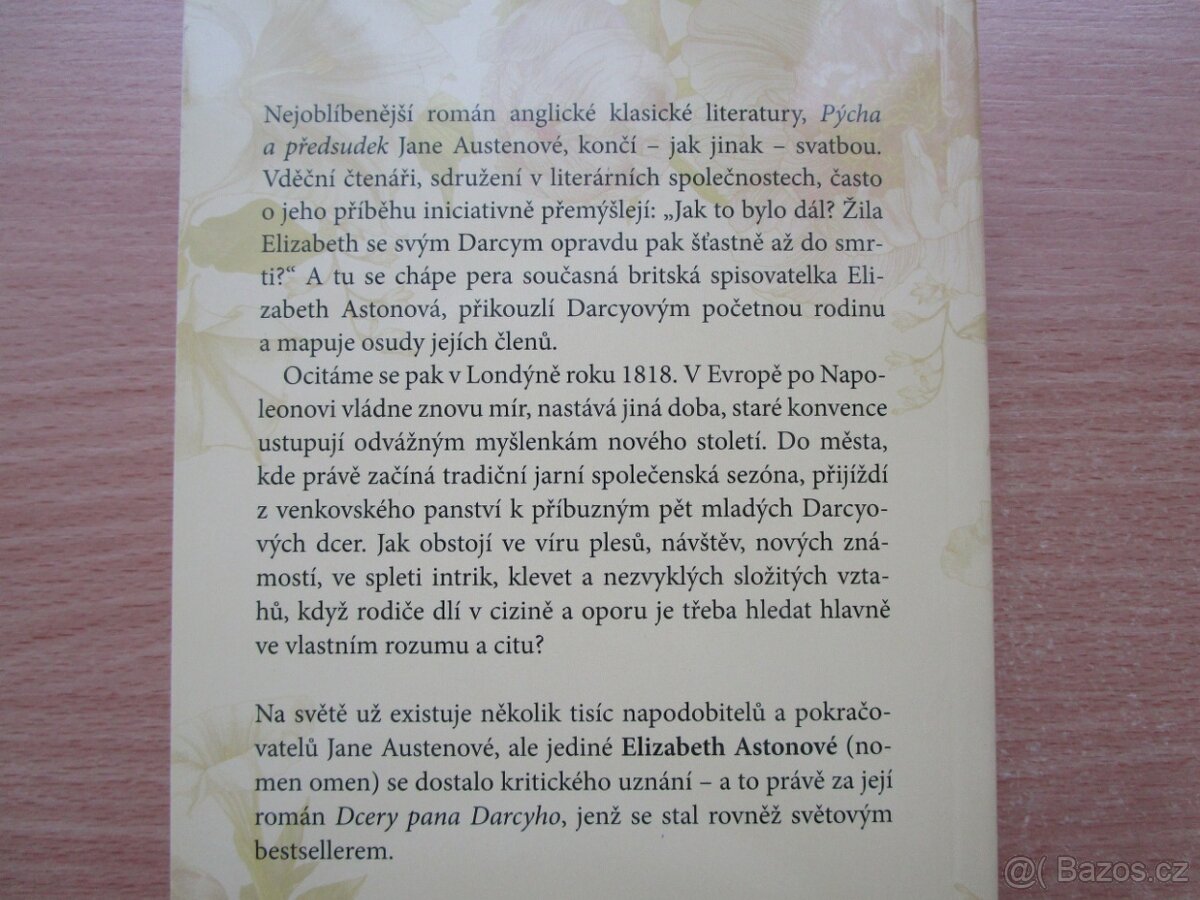 Nejoblíbenější román anglické klasické literatury, Pýcha
a předsudek Jane Austenové, končí – jak jinak – svatbou.
Vděční čtenáři, sdružení v literárních společnostech, často
o jeho příběhu iniciativně přemýšlejí: „Jak to bylo dál? Žila
Elizabeth se svým Darcym opravdu pak šťastně až do smr-
ti?“ A tu se chápe pera současná britská spisovatelka Eli-
zabeth Astonová, přikouzlí Darcyovým početnou rodinu
a mapuje osudy jejích členů.
Ocitáme se pak v Londýně roku 1818. V Evropě po Napo-
leonovi vládne znovu mír, nastává jiná doba, staré konvence
ustupují odvážným myšlenkám nového století. Do města,
kde právě začíná tradiční jarní společenská sezóna, přijíždí
z venkovského panství k příbuzným pět mladých Darcyo-
vých dcer. Jak obstojí ve víru plesů, návštěv, nových zná-
mostí, ve spleti intrik, klevet a nezvyklých složitých vzta-
hů, když rodiče dlí v cizině a oporu je třeba hledat hlavně
ve vlastním rozumu a citu?
Na světě už existuje několik tisíc napodobitelů a pokračo-
vatelů Jane Austenové, ale jediné Elizabeth Astonové (no-
men omen) se dostalo kritického uznání – a to právě za její
román Dcery pana Darcyho, jenž se stal rovněž světovým
bestsellerem.
@( Bazos.cz